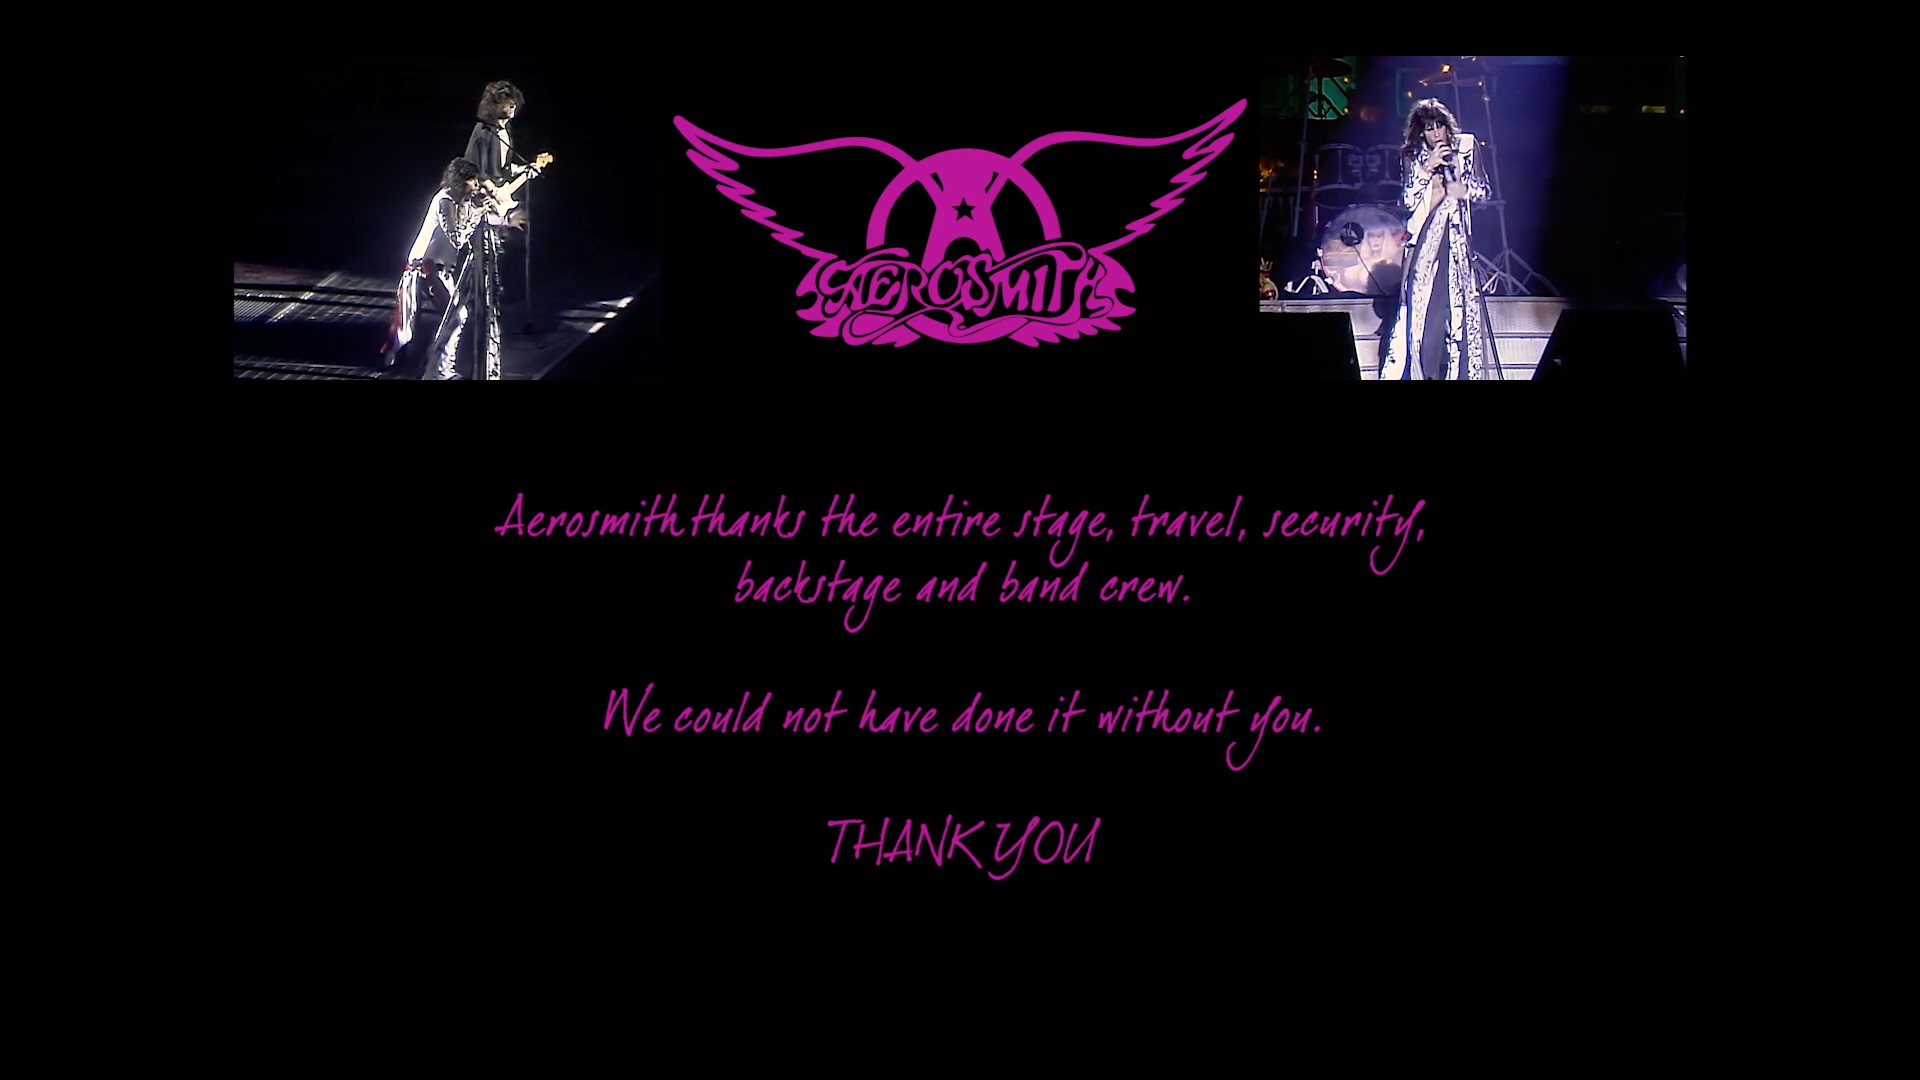 AEROSMITH
Aerosmith thanks the entire stage, travel, security,
backstage and band crew.
We could not have done it without you.
THANK YOU